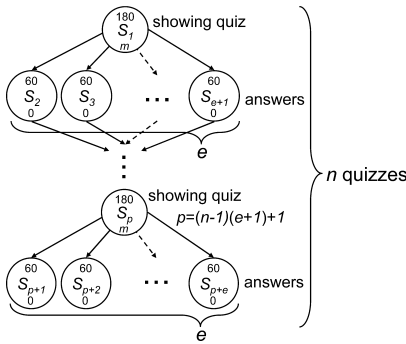 180 showing quiz
S1
m
60 60 60
S2 S3 ... Se+1 answers
0 0 0
e
n quizzes
showing quiz
180
Sp p=(n-1)(e+1)+1
m
60 60 60
Sp+1 Sp+2 ... Sp+e answers
0 0 0
e